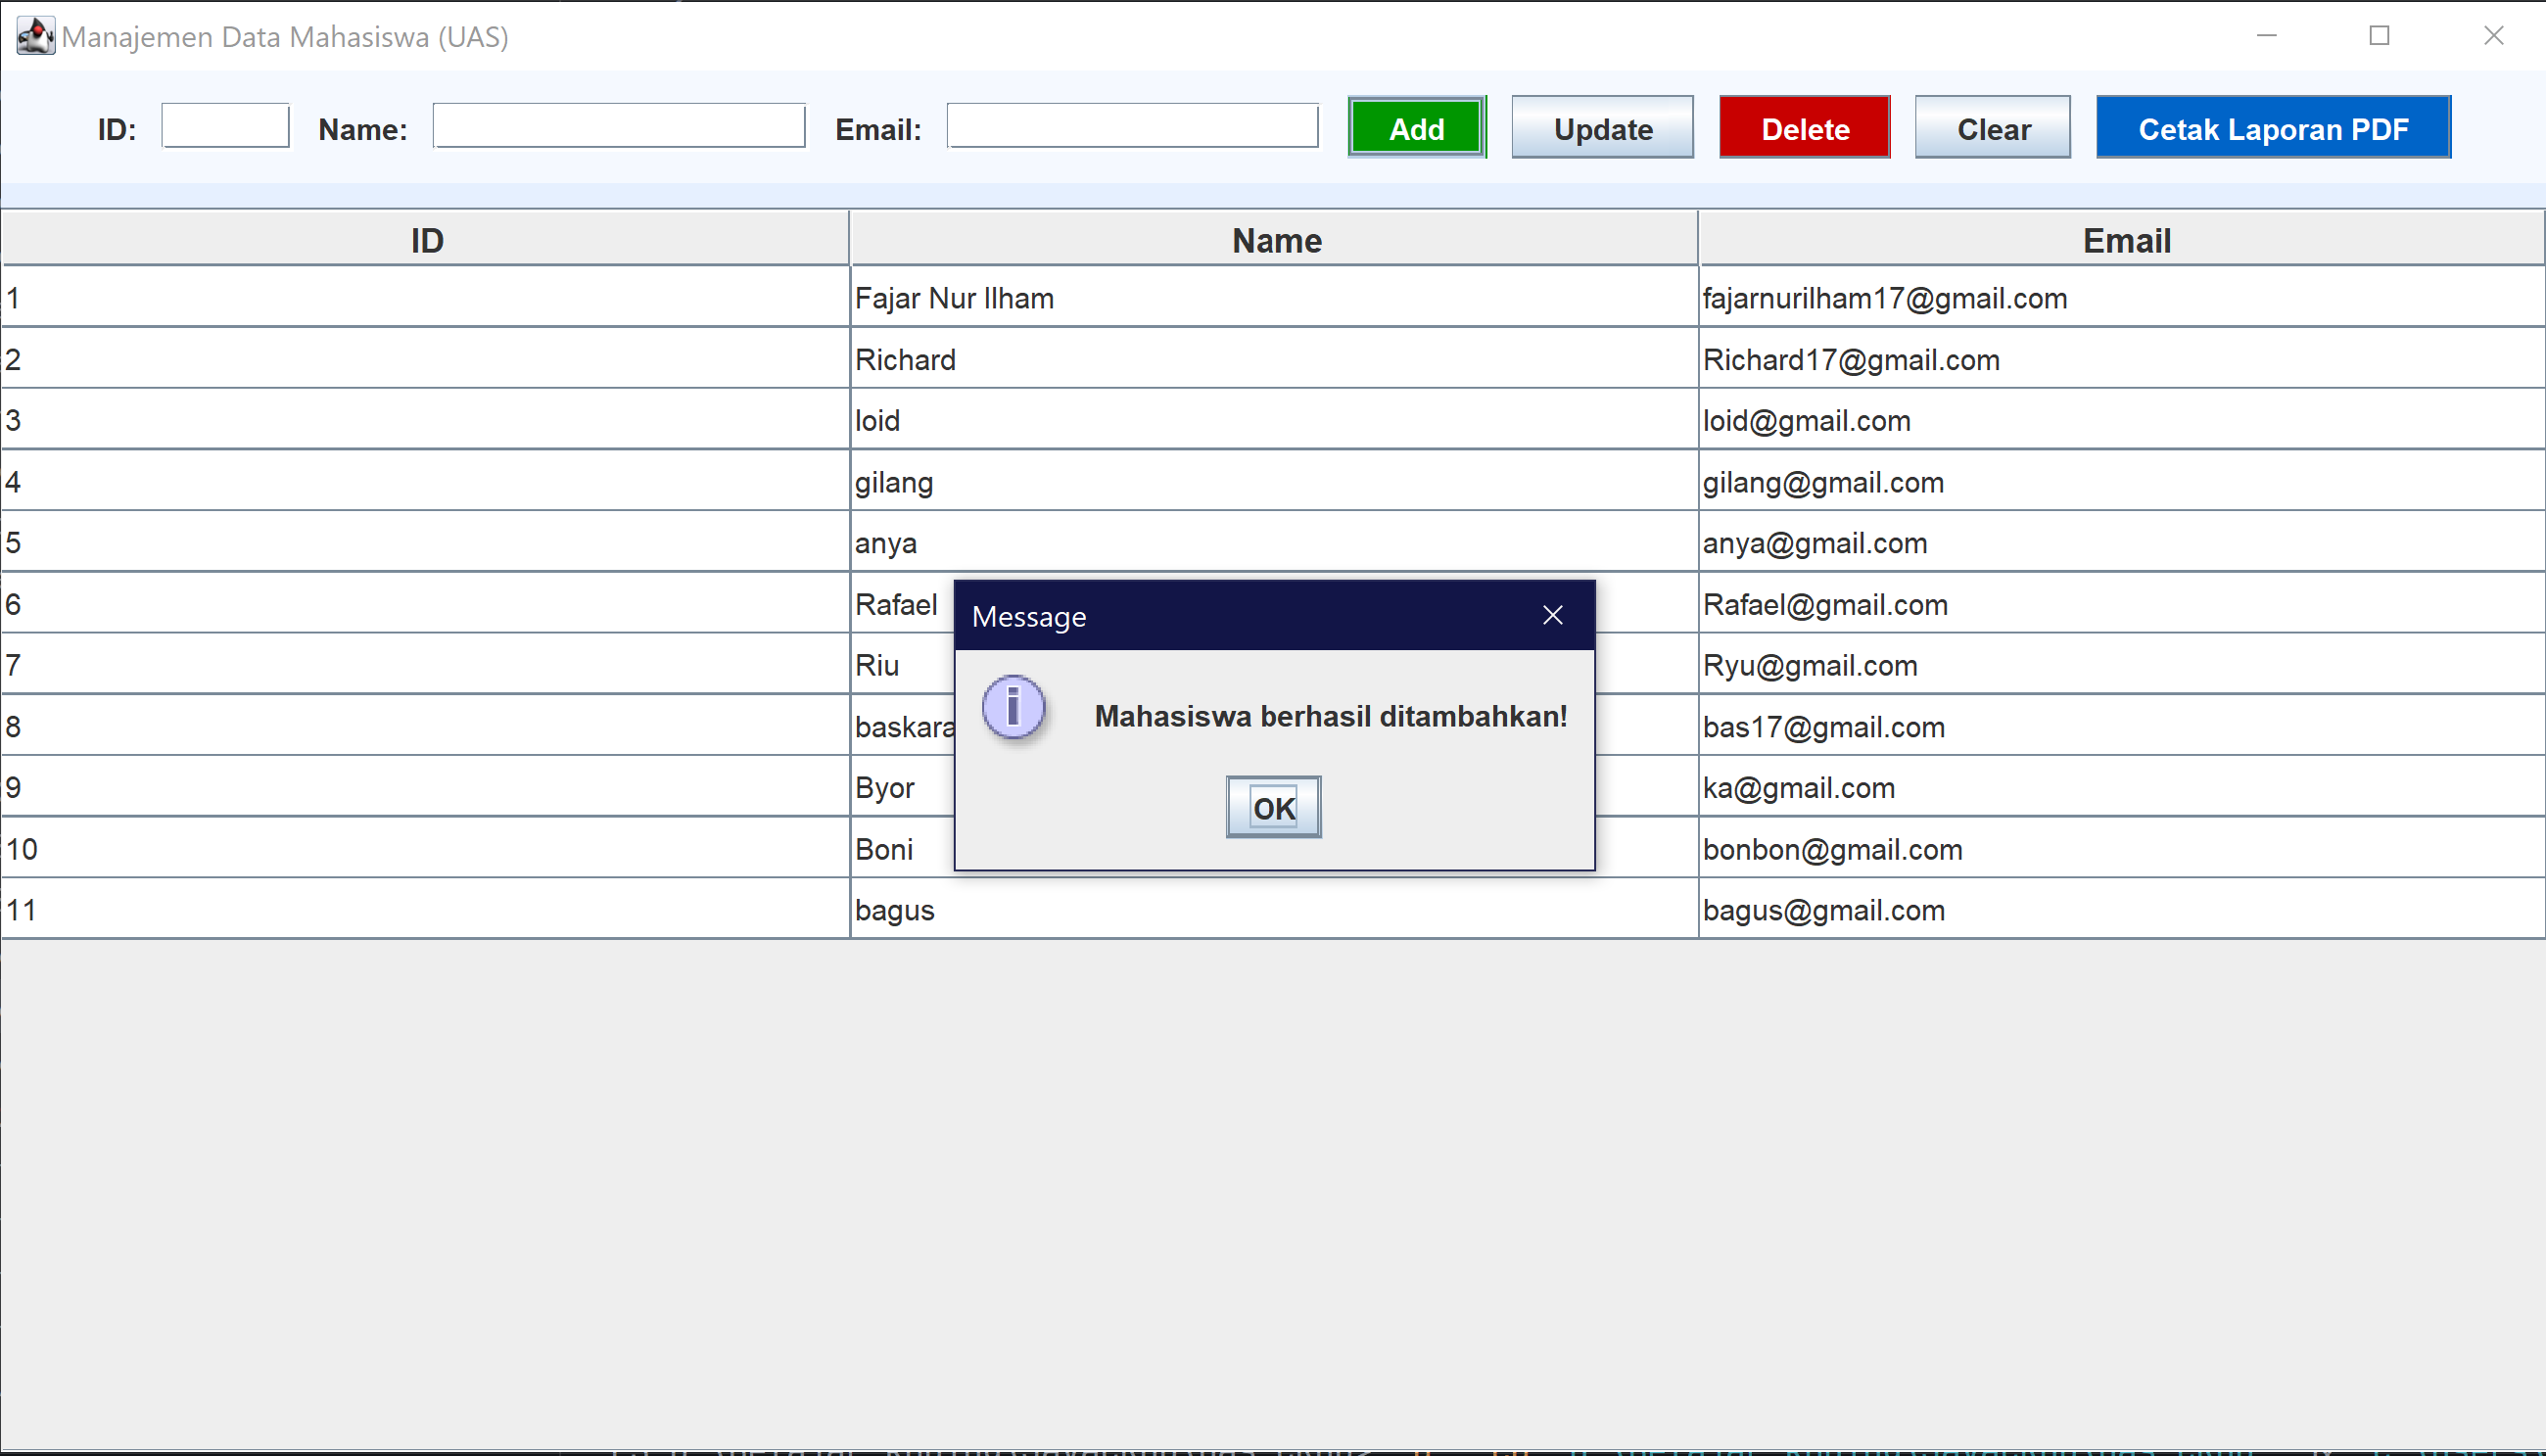 Manajemen Data Mahasiswa (UAS)
ID: Name: Email: Add Update Delete Clear Cetak Laporan PDF
ID Name Email
1 Fajar Nur Ilham fajarnurilham17@gmail.com
2 Richard Richard17@gmail.com
3 loid loid@gmail.com
4 gilang gilang@gmail.com
5 anya anya@gmail.com
6 Rafael Rafael@gmail.com
7 Riu Ryu@gmail.com
8 baskara bas17@gmail.com
9 Byor ka@gmail.com
10 Boni bonbon@gmail.com
11 bagus bagus@gmail.com
Message
Mahasiswa berhasil ditambahkan!
OK